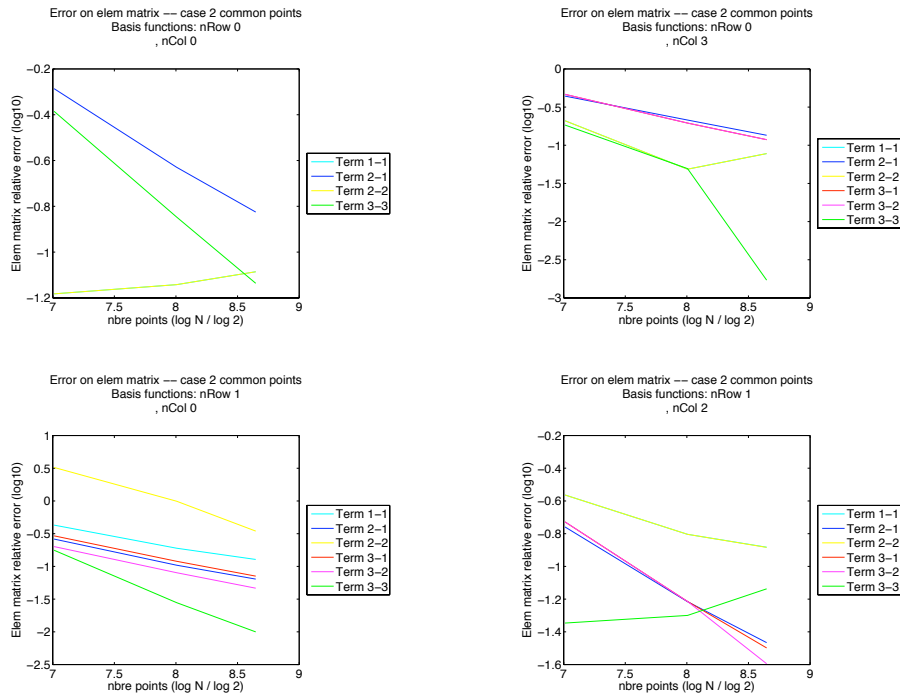 Error on elem matrix −− case 2 common points
Basis functions: nRow 0
, nCol 0
−0.2
−0.4
−0.6
−0.8
−1
−1.2
7
7.5
8
8.5
9
nbre points (log N / log 2)
Elem matrix relative error (log10)
Term 1−1
Term 2−1
Term 2−2
Term 3−3
Error on elem matrix −− case 2 common points
Basis functions: nRow 0
, nCol 3
0
−0.5
−1
−1.5
−2
−2.5
−3
7
7.5
8
8.5
9
nbre points (log N / log 2)
Elem matrix relative error (log10)
Term 1−1
Term 2−1
Term 2−2
Term 3−1
Term 3−2
Term 3−3
Error on elem matrix −− case 2 common points
Basis functions: nRow 1
, nCol 0
1
0.5
0
−0.5
−1
−1.5
−2
−2.5
7
7.5
8
8.5
9
nbre points (log N / log 2)
Elem matrix relative error (log10)
Term 1−1
Term 2−1
Term 2−2
Term 3−1
Term 3−2
Term 3−3
Error on elem matrix −− case 2 common points
Basis functions: nRow 1
, nCol 2
−0.2
−0.4
−0.6
−0.8
−1
−1.2
−1.4
−1.6
7
7.5
8
8.5
9
nbre points (log N / log 2)
Elem matrix relative error (log10)
Term 1−1
Term 2−1
Term 2−2
Term 3−1
Term 3−2
Term 3−3